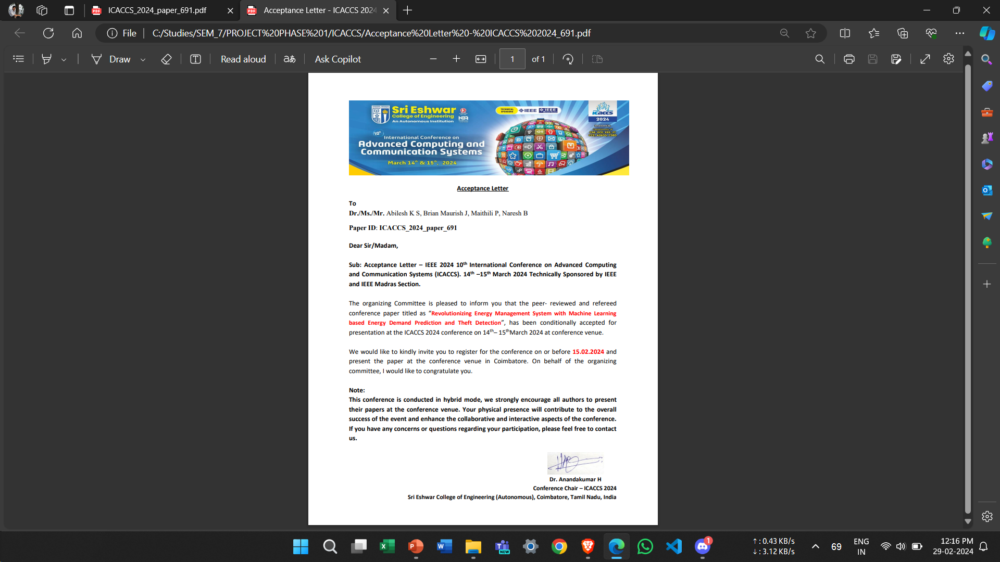 ICACCS_2024_paper_691.pdf
Acceptance Letter - ICACCS 2024
File
C:/Studies/SEM_7/PROJECT%20PHASE%201/ICACCS/Acceptance%20Letter%20-%20ICACCS%202024_691.pdf
Draw
Read aloud
aあ
Ask Copilot
1 of 1
Sri Eshwar
College of Engineering
An Autonomous Institution
NBA
TECHNICAL SPONSORS
IEEE
IEEE
icaccs
2024
10th
International Conference on
Advanced Computing and
Communication Systems
March 14th & 15th, 2024
Acceptance Letter
To
Dr./Ms./Mr. Abilesh K S, Brian Maurish J, Maithili P, Naresh B
Paper ID: ICACCS_2024_paper_691
Dear Sir/Madam,
Sub: Acceptance Letter – IEEE 2024 10th International Conference on Advanced Computing
and Communication Systems (ICACCS). 14th –15th March 2024 Technically Sponsored by IEEE
and IEEE Madras Section.
The organizing Committee is pleased to inform you that the peer- reviewed and refereed
conference paper titled as “Revolutionizing Energy Management System with Machine Learning
based Energy Demand Prediction and Theft Detection”, has been conditionally accepted for
presentation at the ICACCS 2024 conference on 14th– 15thMarch 2024 at conference venue.
We would like to kindly invite you to register for the conference on or before 15.02.2024 and
present the paper at the conference venue in Coimbatore. On behalf of the organizing
committee, I would like to congratulate you.
Note:
This conference is conducted in hybrid mode, we strongly encourage all authors to present
their papers at the conference venue. Your physical presence will contribute to the overall
success of the event and enhance the collaborative and interactive aspects of the conference.
If you have any concerns or questions regarding your participation, please feel free to contact
us.
Dr. Anandakumar H
Conference Chair – ICACCS 2024
Sri Eshwar College of Engineering (Autonomous), Coimbatore, Tamil Nadu, India
NEW
1
↑ : 0.43 KB/s
↓ : 3.12 KB/s
69
ENG
IN
12:16 PM
29-02-2024